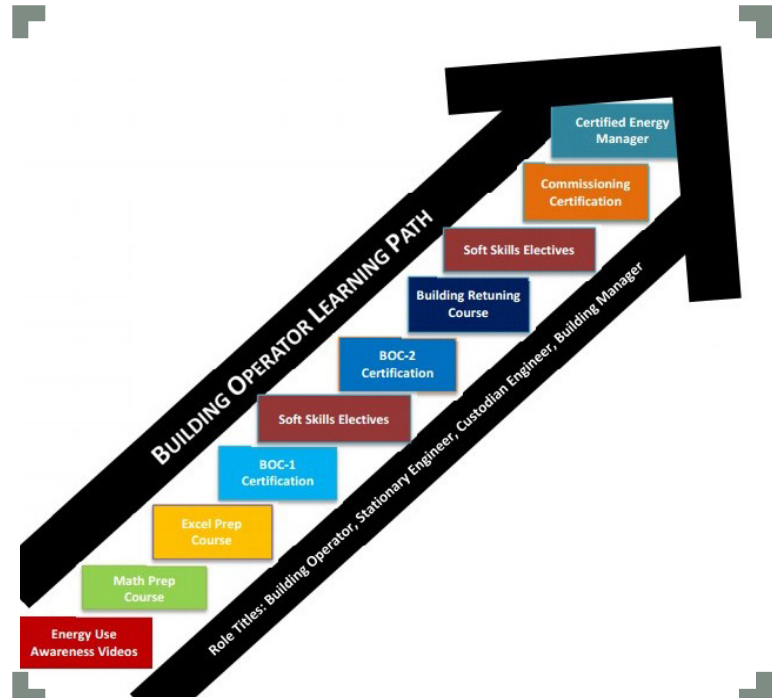 Certified Energy
Manager
Commissioning
Certification
Soft Skills Electives
Building Retuning
Course
BOC-2
Certification
Soft Skills Electives
BOC-1
Certification
Excel Prep
Course
Math Prep
Course
Energy Use
Awareness Videos
BUILDING OPERATOR LEARNING PATH
Role Titles: Building Operator, Stationary Engineer, Custodian Engineer, Building Manager